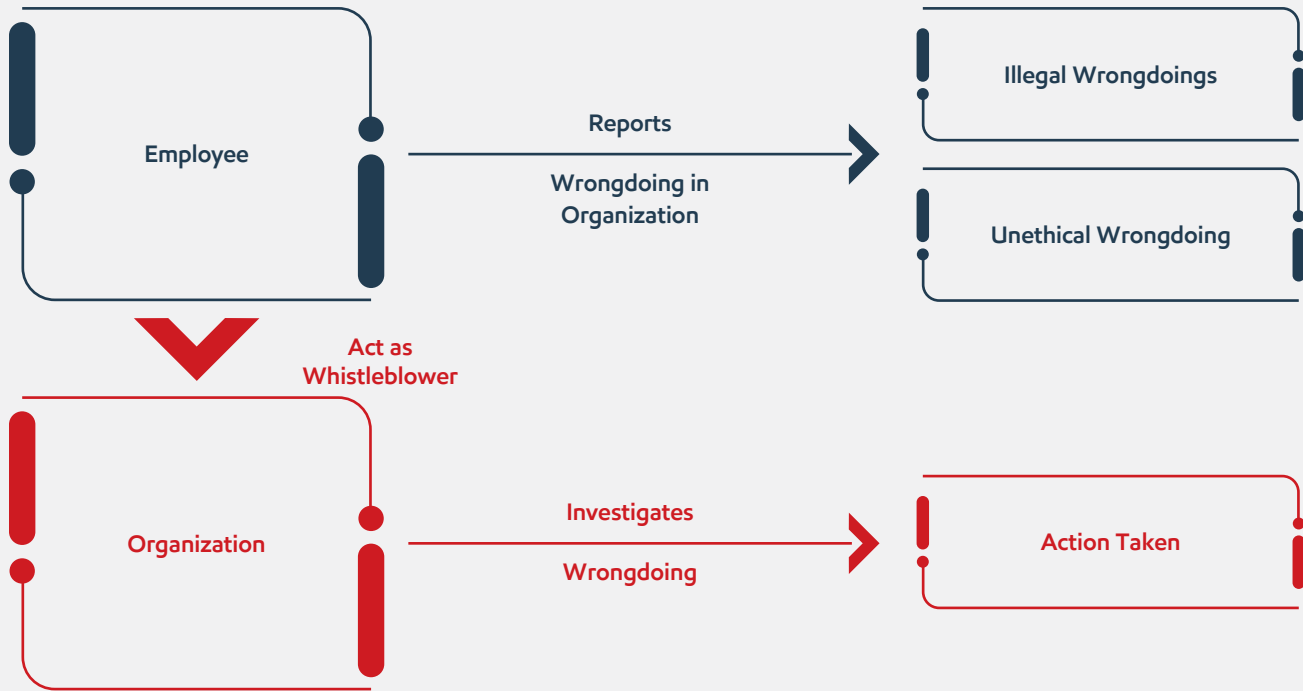 Employee
Reports
Wrongdoing in
Organization
Illegal Wrongdoings
Unethical Wrongdoing
Act as
Whistleblower
Organization
Investigates
Wrongdoing
Action Taken